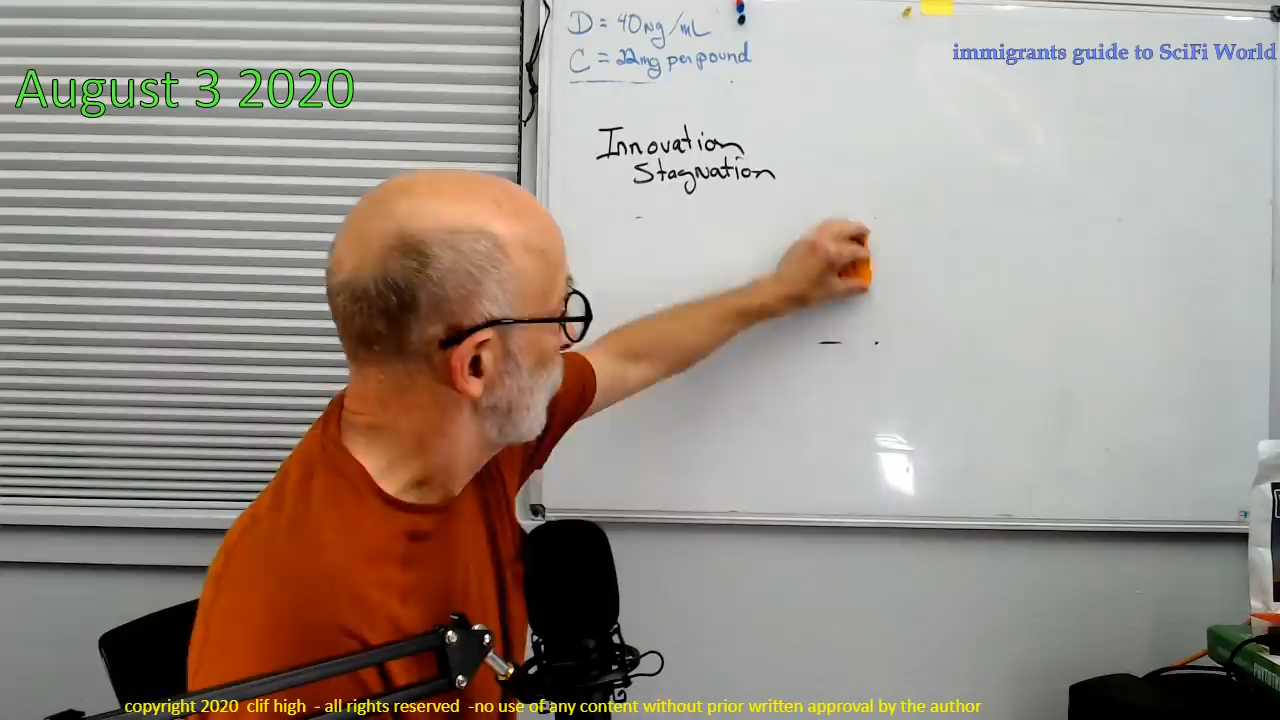 D = 40ng/mL
C = 22mg per pound
immigrants guide to SciFi World
August 3 2020
Innovation
Stagnation
copyright 2020 clif high - all rights reserved -no use of any content without prior written approval by the author